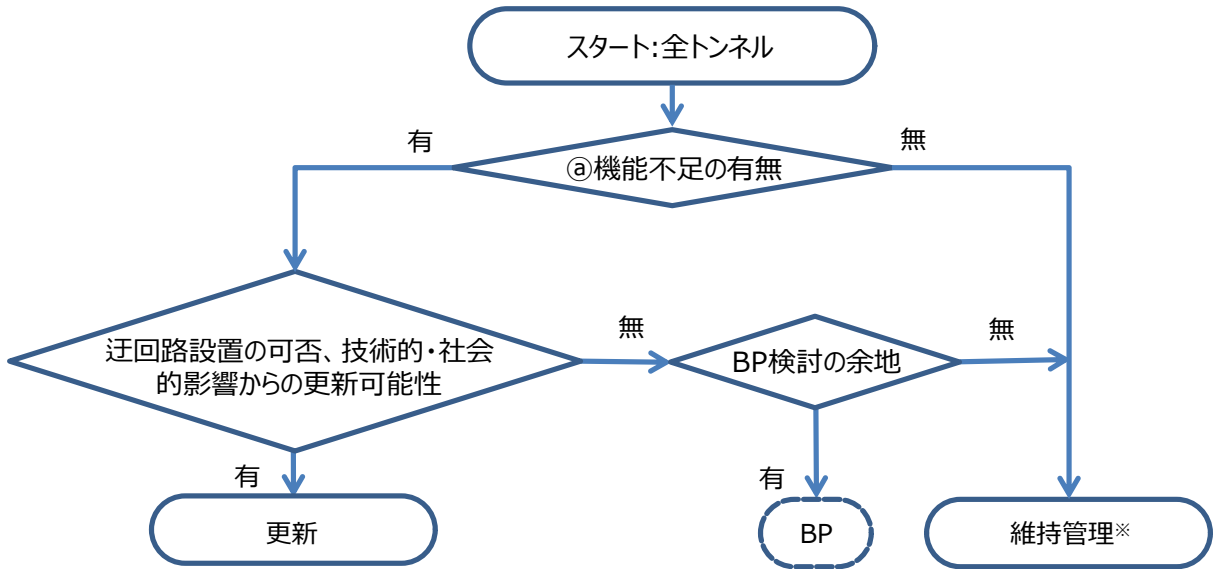 スタート:全トンネル
有
無
ⓐ機能不足の有無
迂回路設置の可否、技術的・社会
的影響からの更新可能性
無
BP検討の余地
無
有
有
更新
BP
維持管理※